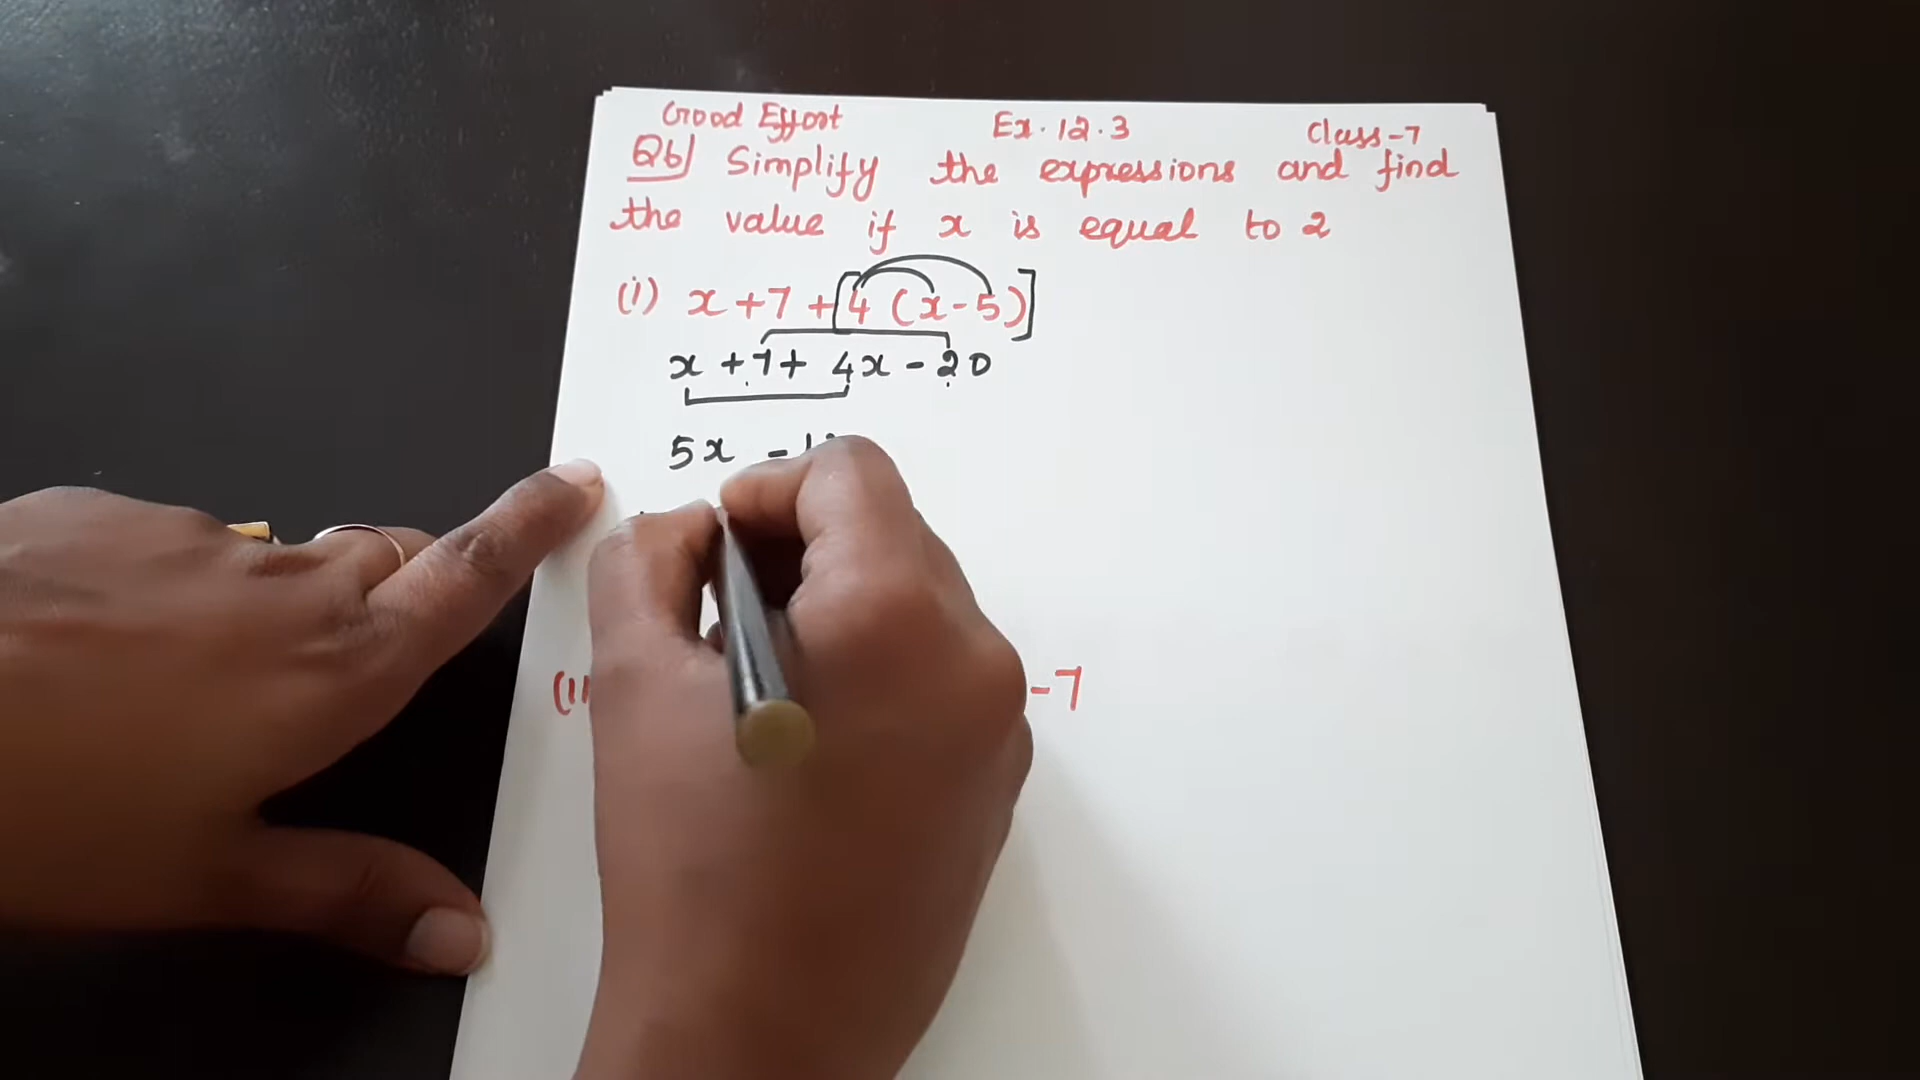 Good Effort Ex.12.3 Class-7
Q6) Simplify the expressions and find
the value if x is equal to 2
(i) x+7+[4(x-5)]
x+7+4x-20
5x -1
-7